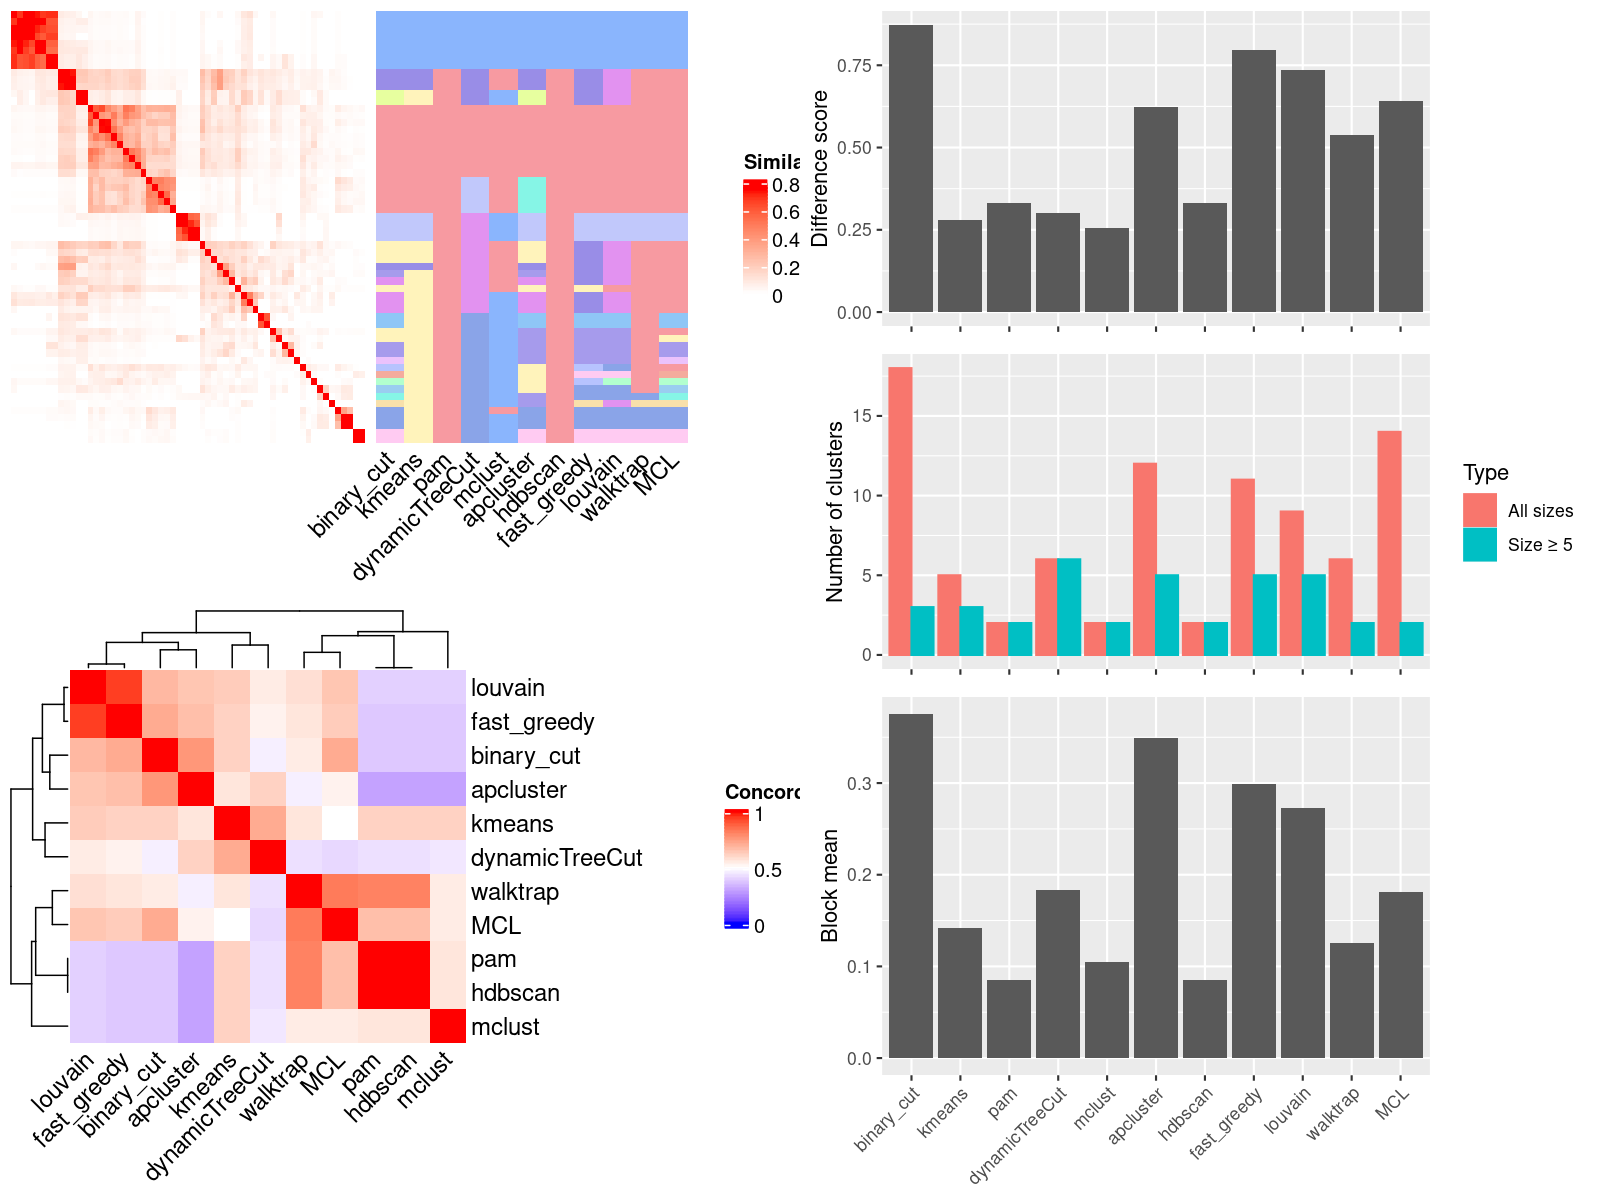 Simila
0.8
0.6
0.4
0.2
0
binary_cut
kmeans
pam
dynamicTreeCut
mclust
apcluster
hdbscan
fast_greedy
louvain
walktrap
MCL
louvain
fast_greedy
binary_cut
apcluster
kmeans
dynamicTreeCut
walktrap
MCL
pam
hdbscan
mclust
louvain
fast_greedy
binary_cut
apcluster
kmeans
dynamicTreeCut
walktrap
MCL
pam
hdbscan
mclust
Concord
1
0.5
0
Difference score
0.75
0.50
0.25
0.00
Number of clusters
15
10
5
0
Type
All sizes
Size ≥ 5
Block mean
0.3
0.2
0.1
0.0
binary_cut
kmeans
pam
dynamicTreeCut
mclust
apcluster
hdbscan
fast_greedy
louvain
walktrap
MCL